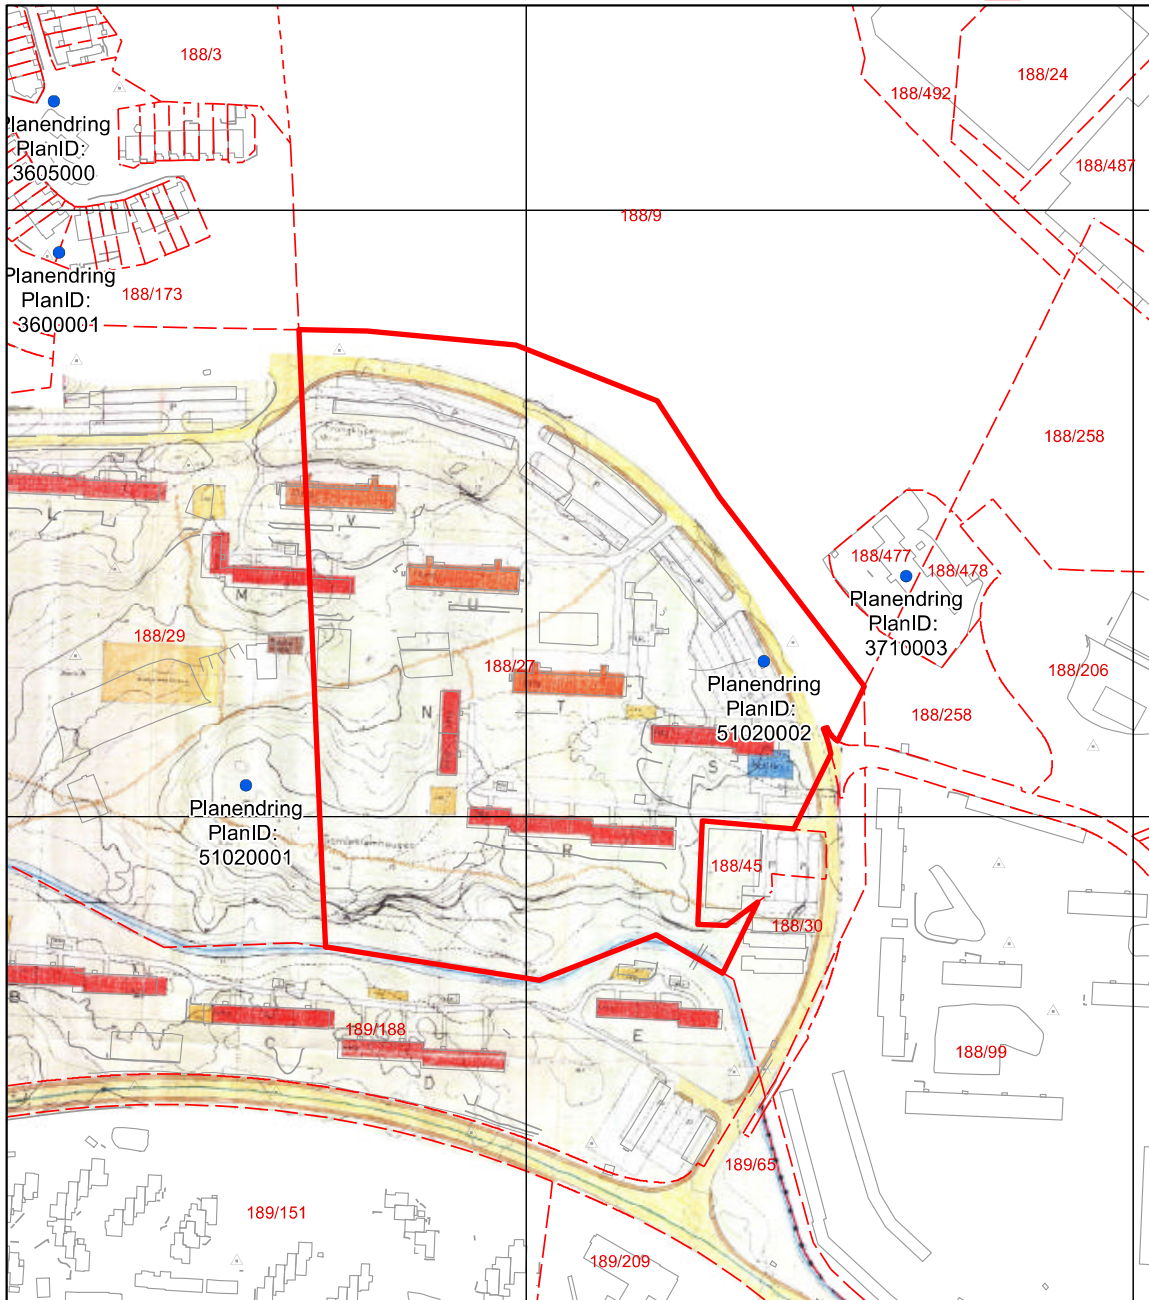 188/3
188/24
188/492
Planendring
PlanID:
3605000
188/487
188/9
Planendring
PlanID:
3600001
188/173
188/258
P
P
P
L
V
188/477
188/478
Planendring
PlanID:
3710003
M
U
188/29
188/27
188/206
Planendring
PlanID:
51020002
N
T
188/258
S
Planendring
PlanID:
51020001
R
188/45
188/30
B
189/188
C
E
D
188/99
P
189/65
189/151
189/209